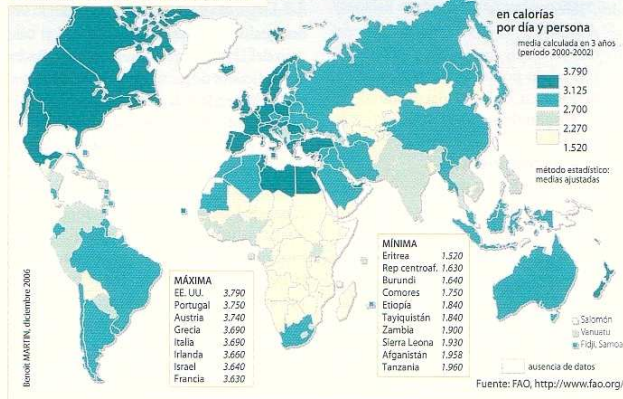 en calorías
por día y persona
media calculada en 3 años
(período 2000-2002)
3.790
3.125
2.700
2.270
1.520
método estadístico:
medias ajustadas
MÁXIMA
EE. UU. 3.790
Portugal 3.750
Austria 3.740
Grecia 3.690
Italia 3.690
Irlanda 3.660
Israel 3.640
Francia 3.630
MÍNIMA
Eritrea 1.520
Rep centroaf. 1.630
Burundi 1.640
Comores 1.750
Etiopía 1.840
Tayiquistán 1.840
Zambia 1.900
Sierra Leona 1.930
Afganistán 1.958
Tanzania 1.960
Salomón
Vanuatu
Fidji, Samoa
ausencia de datos
Fuente: FAO, http://www.fao.org/
Benoit MARTIN, diciembre 2006